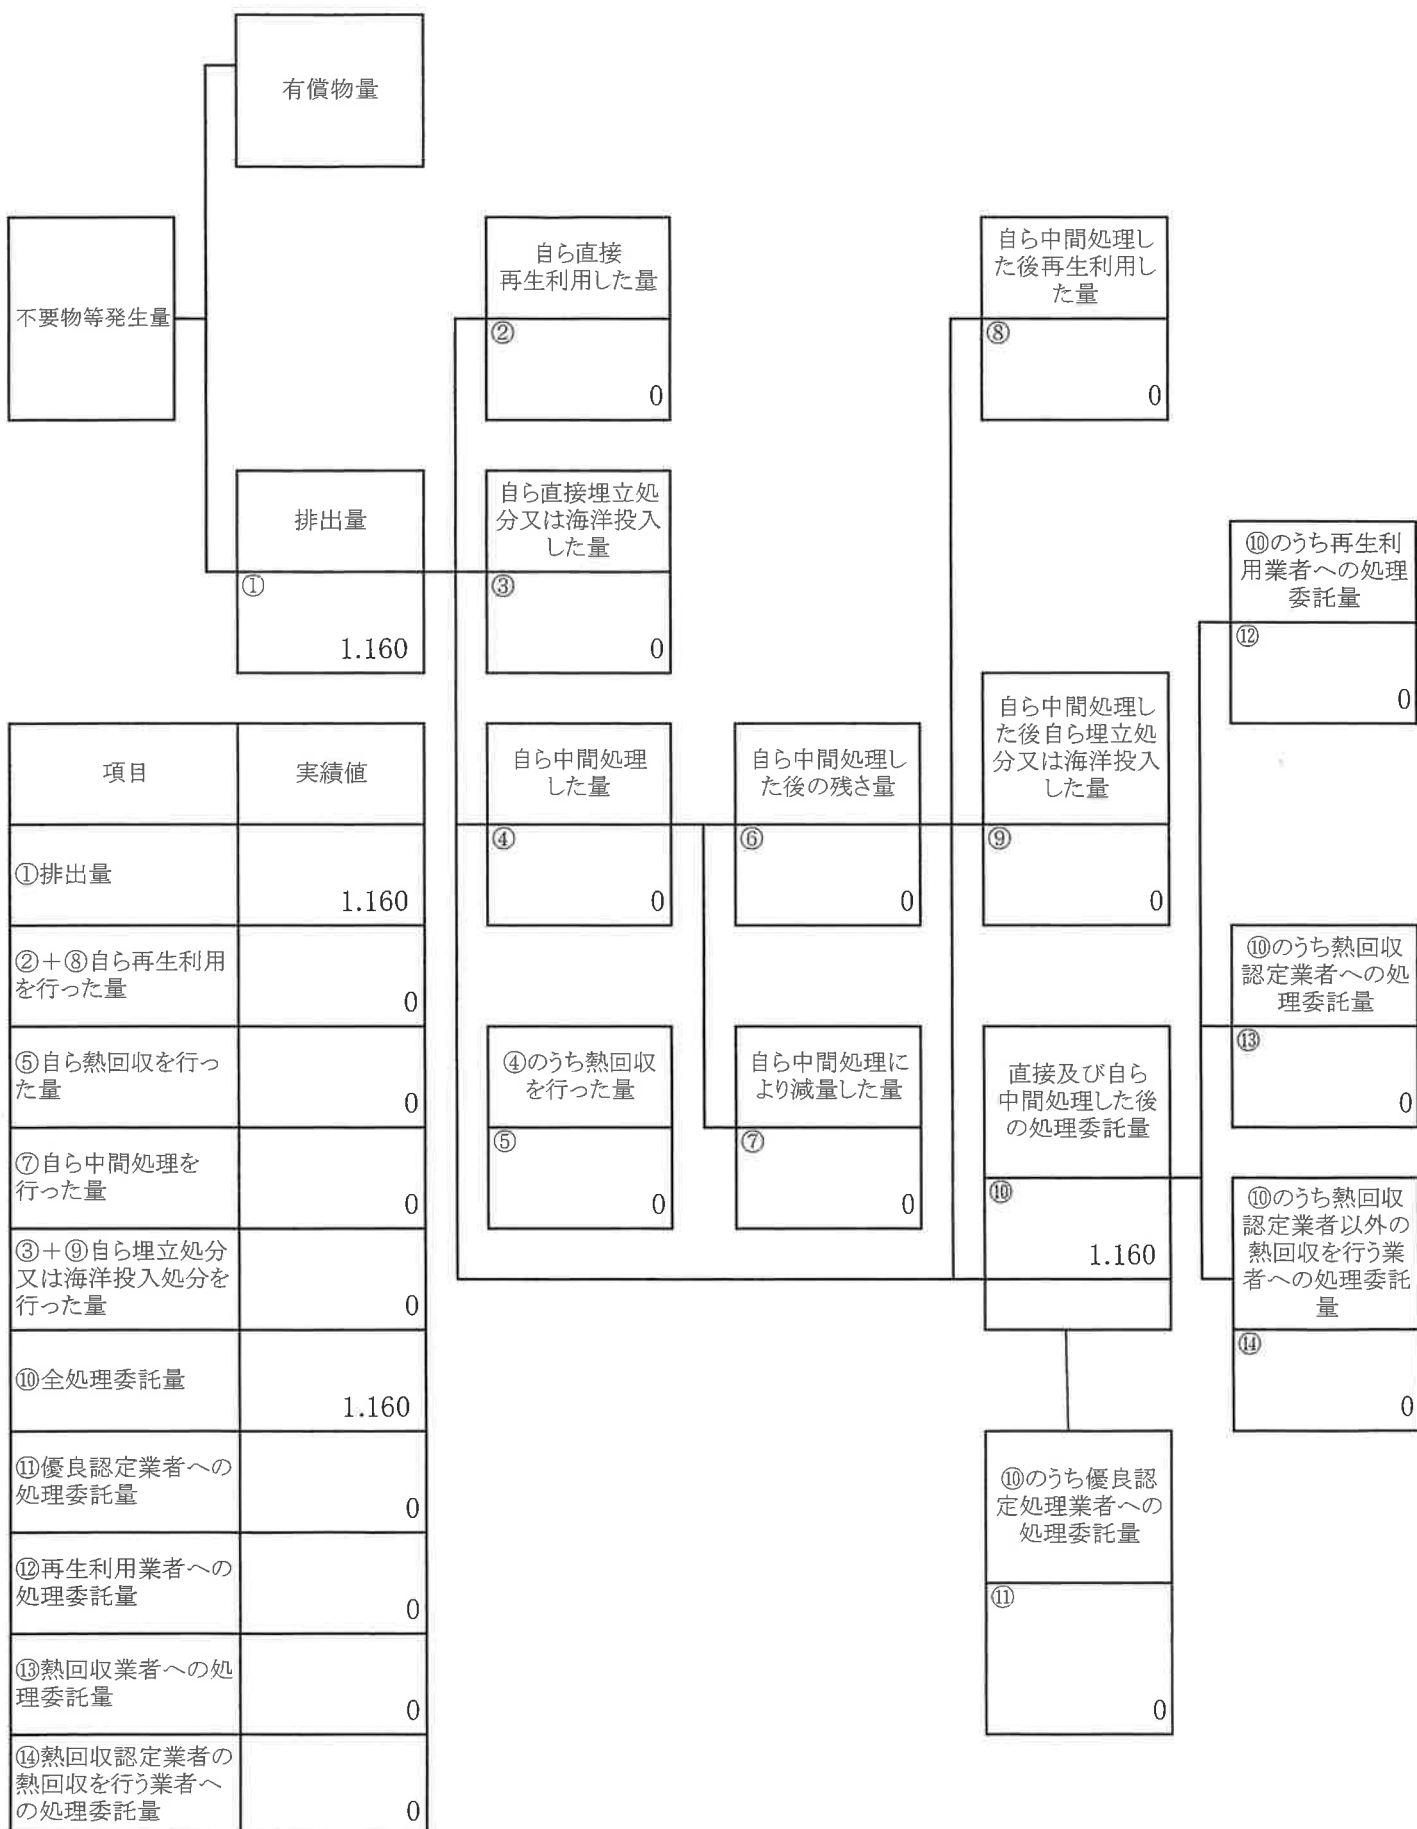 有償物量
不要物等発生量
自ら直接
再生利用した量
②
0
自ら中間処理し
た後再生利用し
た量
⑧
0
排出量
①
1.160
自ら直接埋立処
分又は海洋投入
した量
③
0
⑩のうち再生利
用業者への処理
委託量
⑫
0
項目
実績値
①排出量
1.160
②+⑧自ら再生利用
を行った量
0
⑤自ら熱回収を行っ
た量
0
⑦自ら中間処理を
行った量
0
③+⑨自ら埋立処分
又は海洋投入処分を
行った量
0
⑩全処理委託量
1.160
⑪優良認定業者への
処理委託量
0
⑫再生利用業者への
処理委託量
0
⑬熱回収業者への処
理委託量
0
⑭熱回収認定業者の
熱回収を行う業者へ
の処理委託量
0
自ら中間処理
した量
④
0
自ら中間処理し
た後の残さ量
⑥
0
自ら中間処理し
た後自ら埋立処
分又は海洋投入
した量
⑨
0
④のうち熱回収
を行った量
⑤
0
自ら中間処理に
より減量した量
⑦
0
直接及び自ら
中間処理した後
の処理委託量
⑩
1.160
⑩のうち熱回収
認定業者への処
理委託量
⑬
0
⑩のうち熱回収
認定業者以外の
熱回収を行う業
者への処理委託
量
⑭
0
⑩のうち優良認
定処理業者への
処理委託量
⑪
0